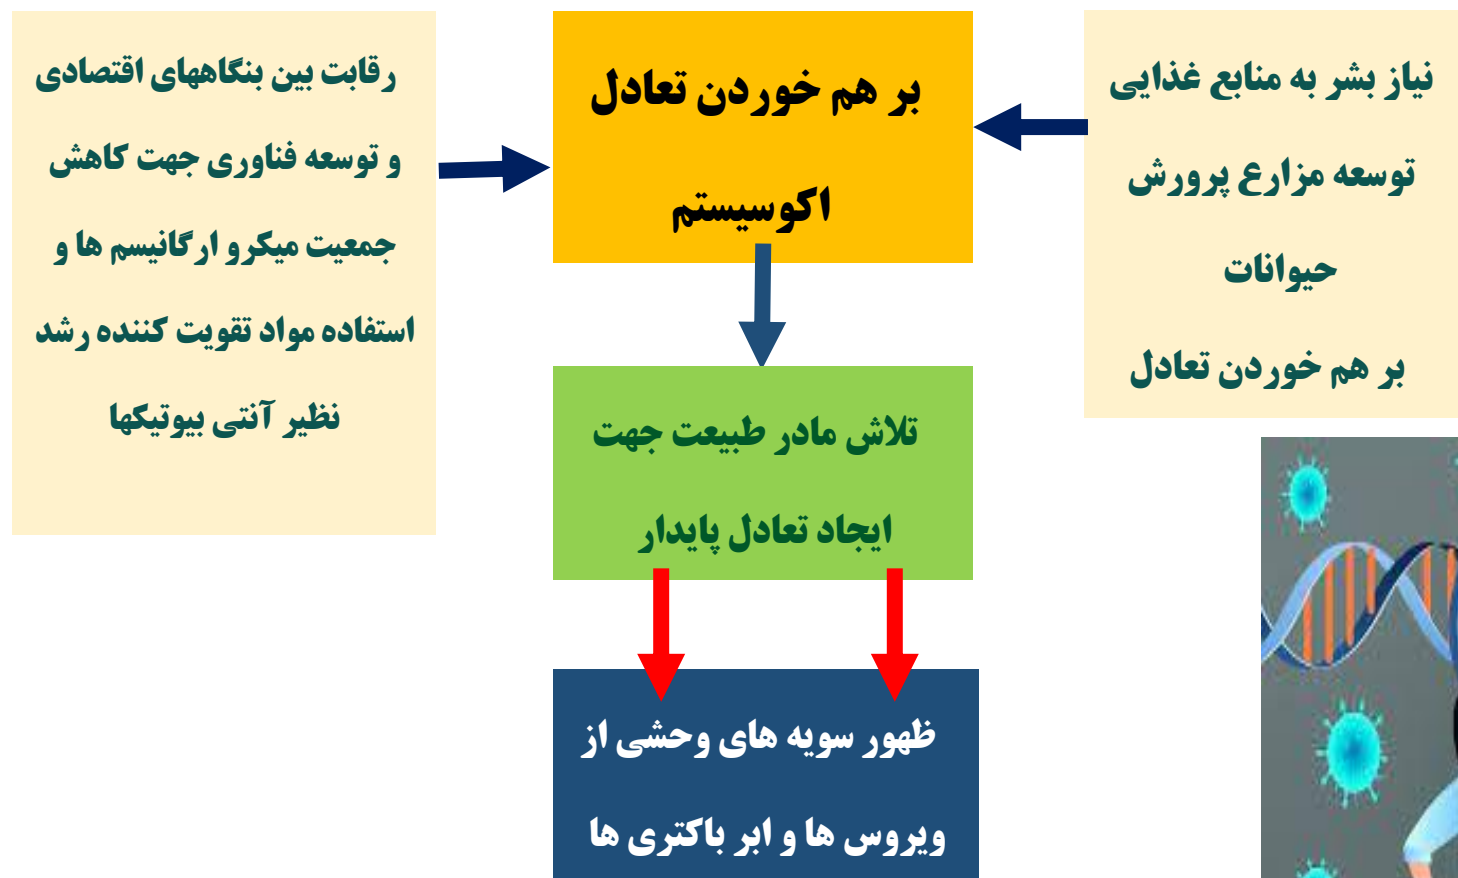 نیاز بشر به منابع غذایی
توسعه مزارع پرورش
حیوانات
بر هم خوردن تعادل
بر هم خوردن تعادل
اکوسیستم
رقابت بین بنگاههای اقتصادی
و توسعه فناوری جهت کاهش
جمعیت میکرو ارگانیسم ها و
استفاده مواد تقویت کننده رشد
نظیر آنتی بیوتیکها
تلاش مادر طبیعت جهت
ایجاد تعادل پایدار
ظهور سویه های وحشی از
ویروس ها و ابر باکتری ها